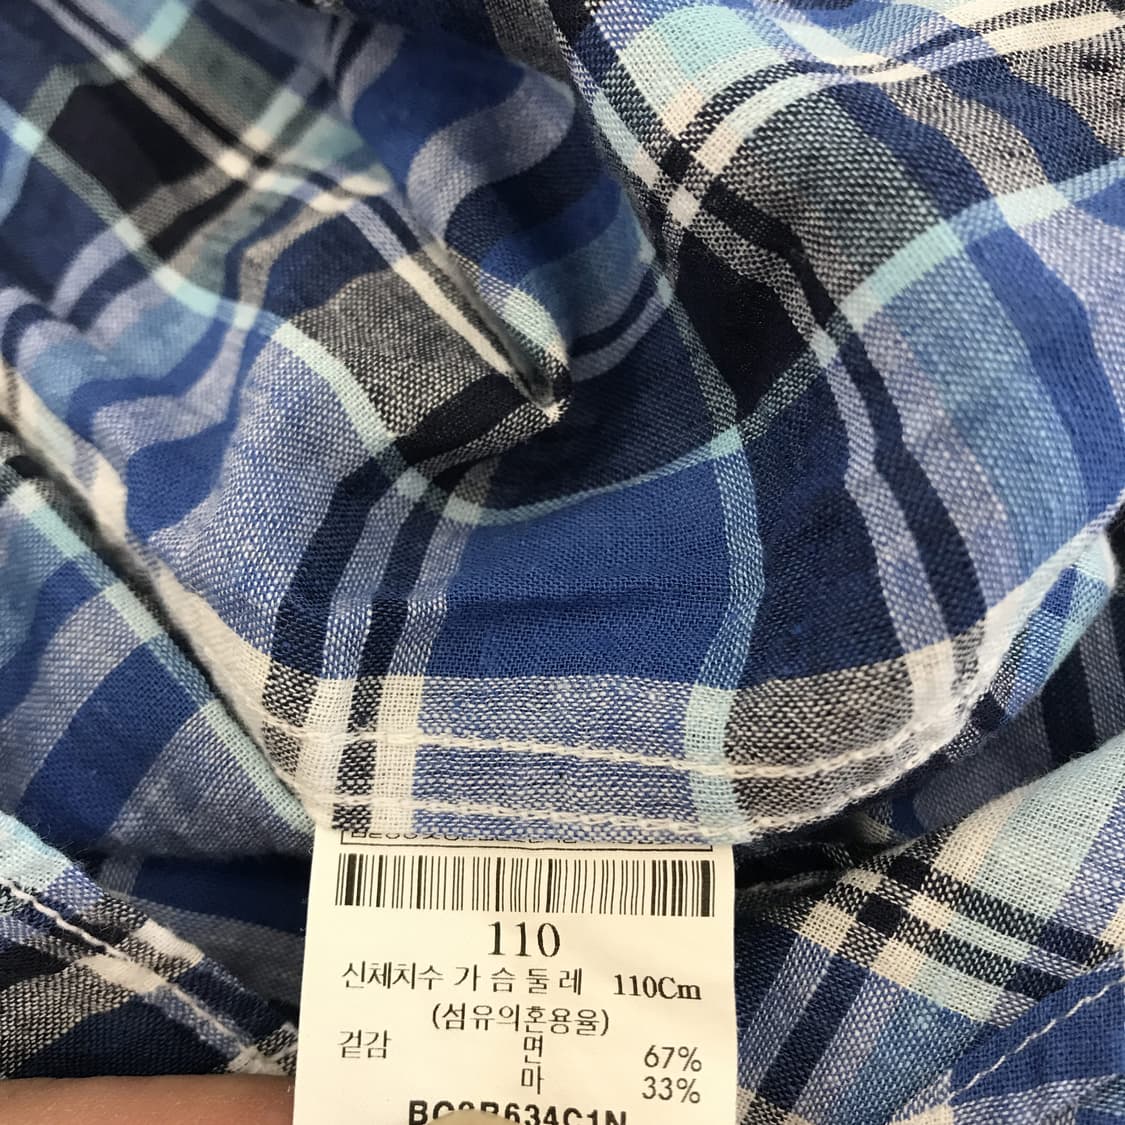 110
신체치수 가 슴 둘 레 110Cm
(섬유의혼용율)
겉감 면 67%
마 33%